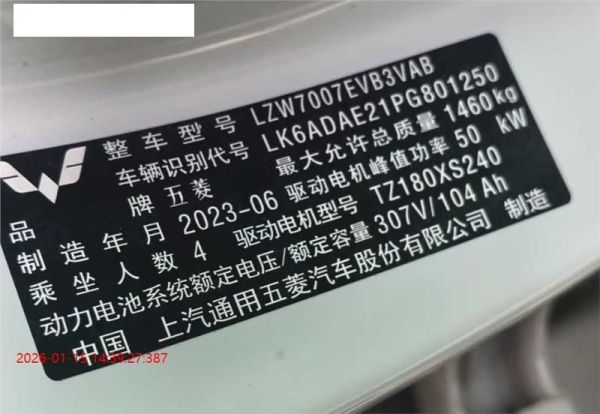 整车型号 LZW7007EVB3VAB
车辆识别代号 LK6ADAE21PG801250
品牌 五菱 最大允许总质量 1460 kg
制造年月 2023-06 驱动电机峰值功率 50 kW
乘坐人数 4 驱动电机型号 TZ180XS240
动力电池系统额定电压/额定容量 307V/104 Ah
中国 上汽通用五菱汽车股份有限公司 制造